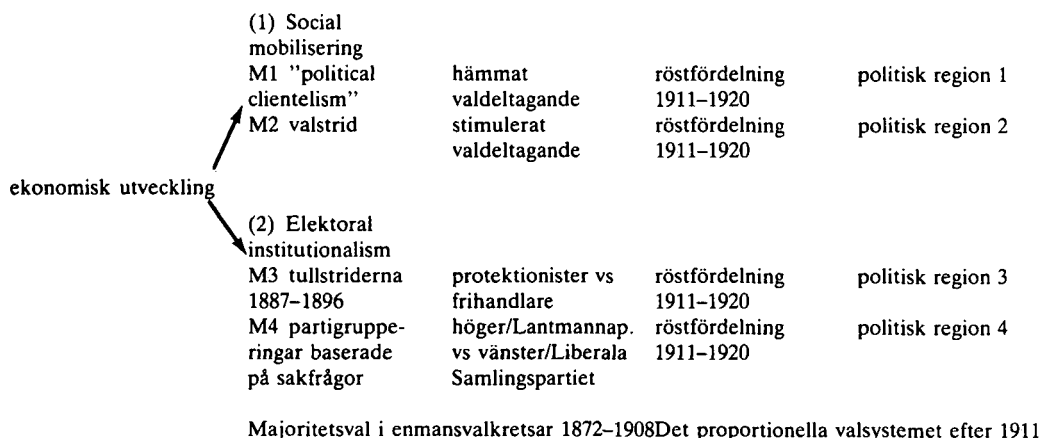 (1) Social
mobilisering
M1 ”political hämmat röstfördelning politisk region 1
clientelism” valdeltagande 1911–1920
M2 valstrid stimulerat röstfördelning politisk region 2
valdeltagande 1911–1920
ekonomisk utveckling
(2) Elektoral
institutionalism
M3 tullstriderna protektionister vs röstfördelning politisk region 3
1887–1896 frihandlare 1911–1920
M4 partigruppe- höger/Lantmannap. röstfördelning politisk region 4
ringar baserade vs vänster/Liberala 1911–1920
på sakfrågor Samlingspartiet
Majoritetsval i enmansvalkretsar 1872–1908Det proportionella valsystemet efter 1911